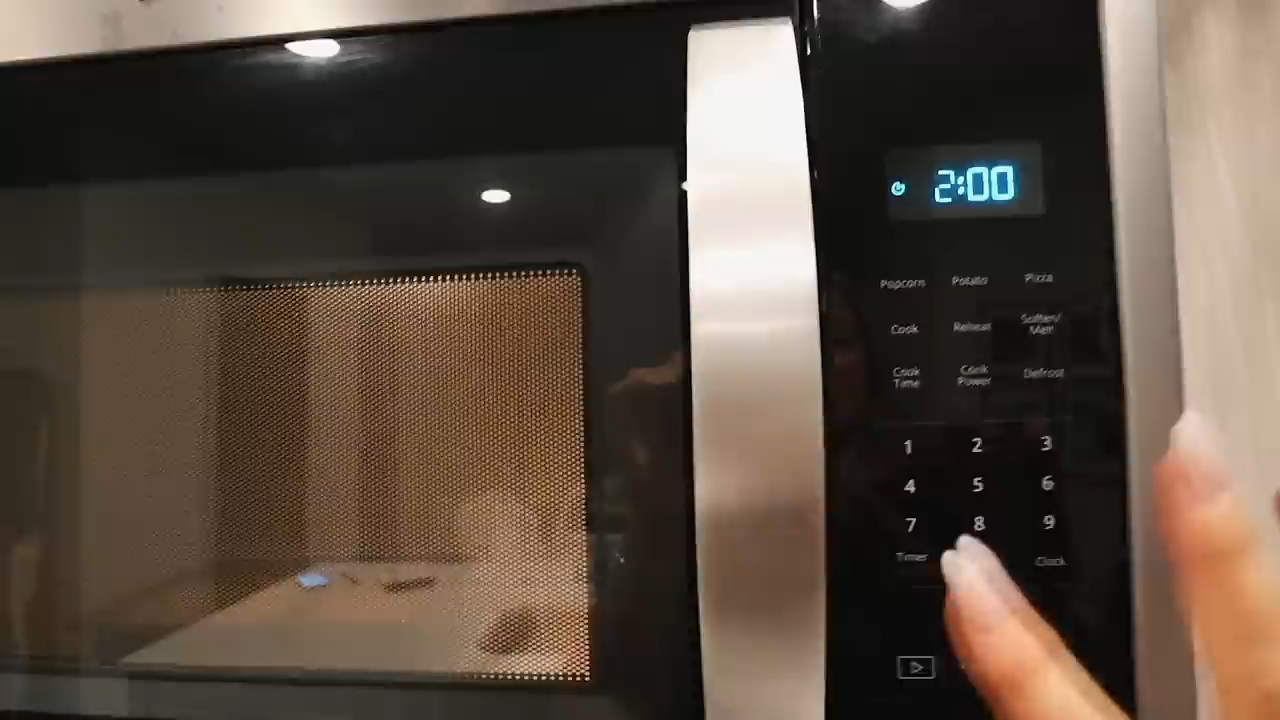 2:00
Popcorn Potato Pizza
Cook Reheat Soften/
Melt
Cook Cook Defrost
Time Power
1 2 3
4 5 6
7 8 9
Timer Clock